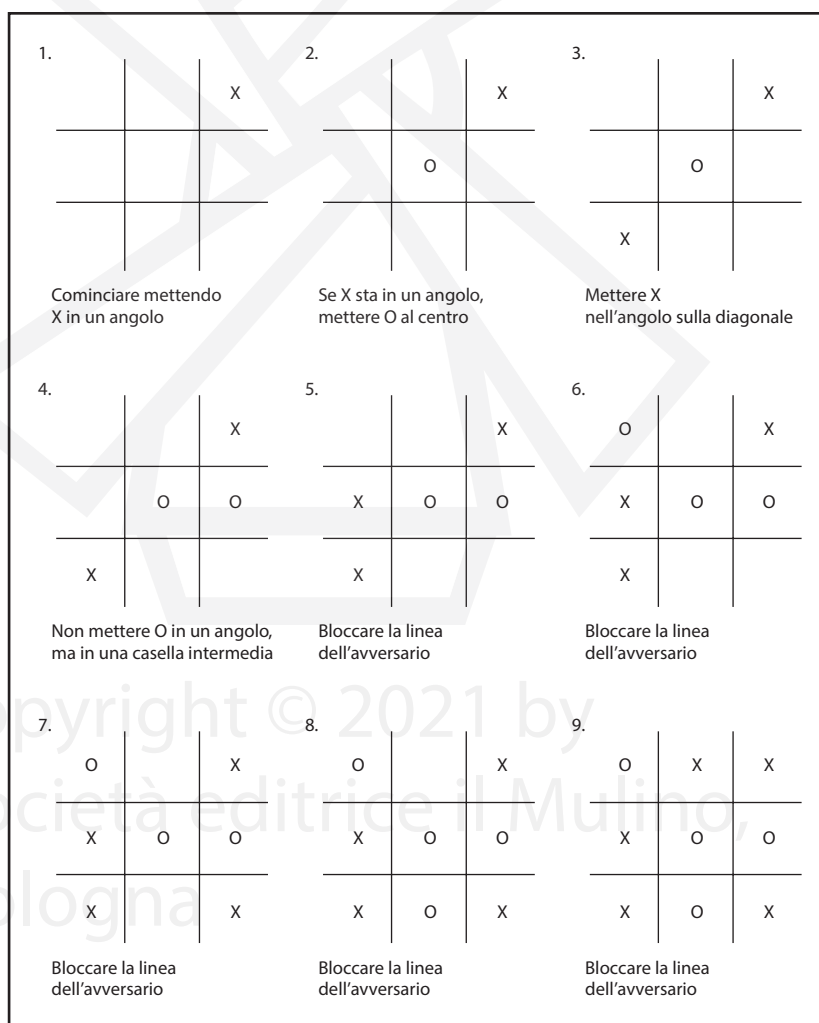 1.
X
Cominciare mettendo
X in un angolo
2.
X
O
Se X sta in un angolo,
mettere O al centro
3.
X
O
X
Mettere X
nell'angolo sulla diagonale
4.
X
O O
X
Non mettere O in un angolo,
ma in una casella intermedia
5.
X
X O O
X
Bloccare la linea
dell'avversario
6.
O X
X O O
X
Bloccare la linea
dell'avversario
7.
O X
X O O
X X
Bloccare la linea
dell'avversario
8.
O X
X O O
X O X
Bloccare la linea
dell'avversario
9.
O X X
X O O
X O X
Bloccare la linea
dell'avversario
opyright © 2021 by
ocietà editrice il Mulino,
ologna